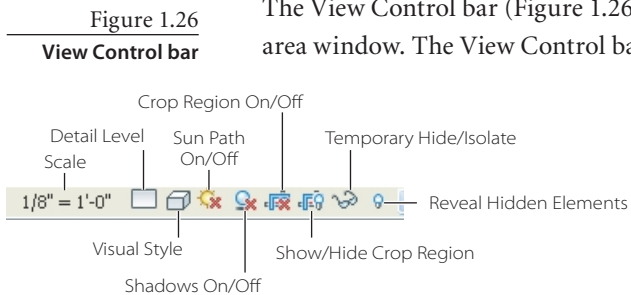 Figure 1.26
View Control bar
The View Control bar (Figure 1.26
area window. The View Control ba
Crop Region On/Off
Detail Level
Sun Path
On/Off
Temporary Hide/Isolate
Scale
1/8" = 1'-0"
Reveal Hidden Elements
Visual Style
Show/Hide Crop Region
Shadows On/Off